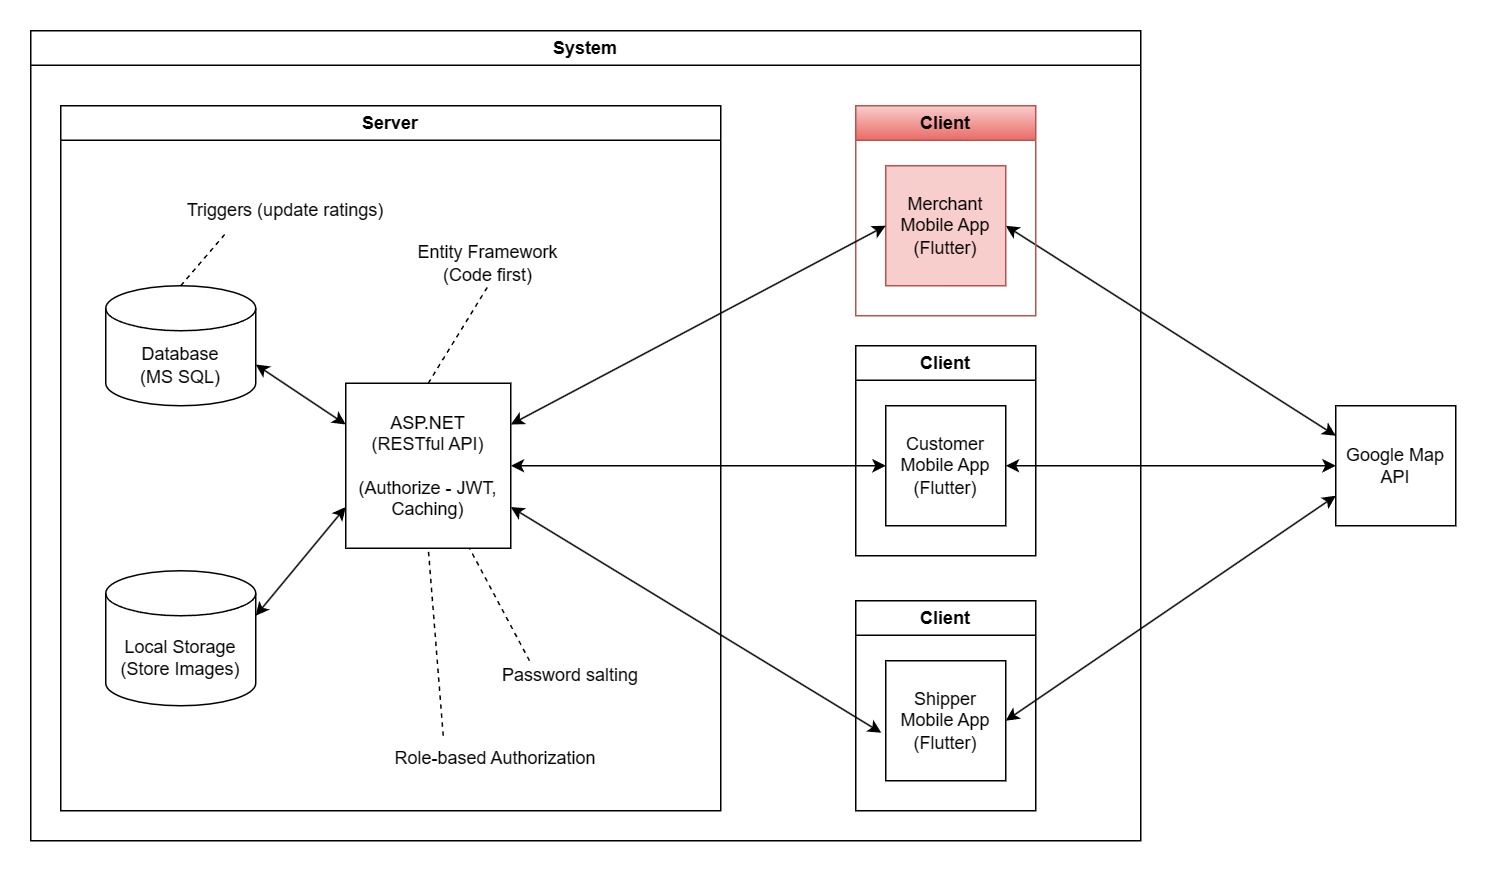 System
Server
Triggers (update ratings)
Entity Framework
(Code first)
Database
(MS SQL)
ASP.NET
(RESTful API)
(Authorize - JWT,
Caching)
Local Storage
(Store Images)
Password salting
Role-based Authorization
Client
Merchant
Mobile App
(Flutter)
Client
Customer
Mobile App
(Flutter)
Client
Shipper
Mobile App
(Flutter)
Google Map
API